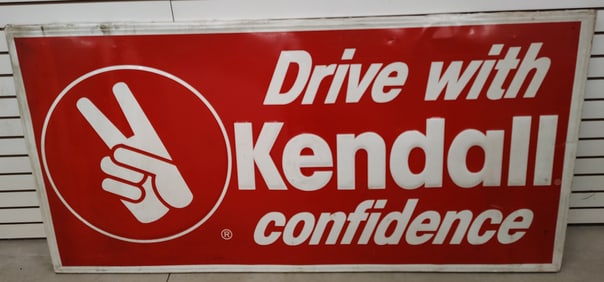 Drive with
Kendall®
confidence
®